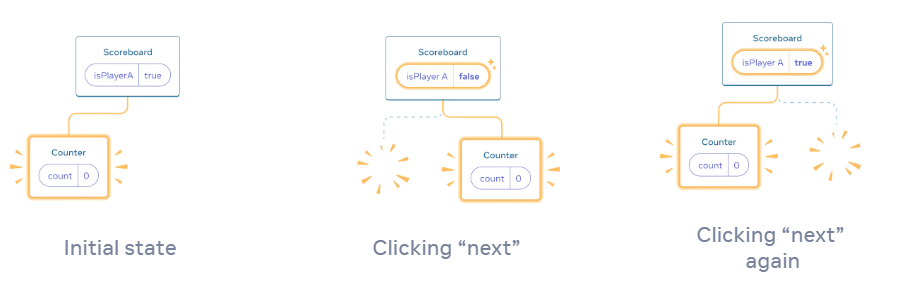 Scoreboard
isPlayerA true
Counter
count 0
Initial state
Scoreboard
isPlayer A false
Counter
count 0
Clicking “next”
Scoreboard
isPlayer A true
Counter
count 0
Clicking “next”
again